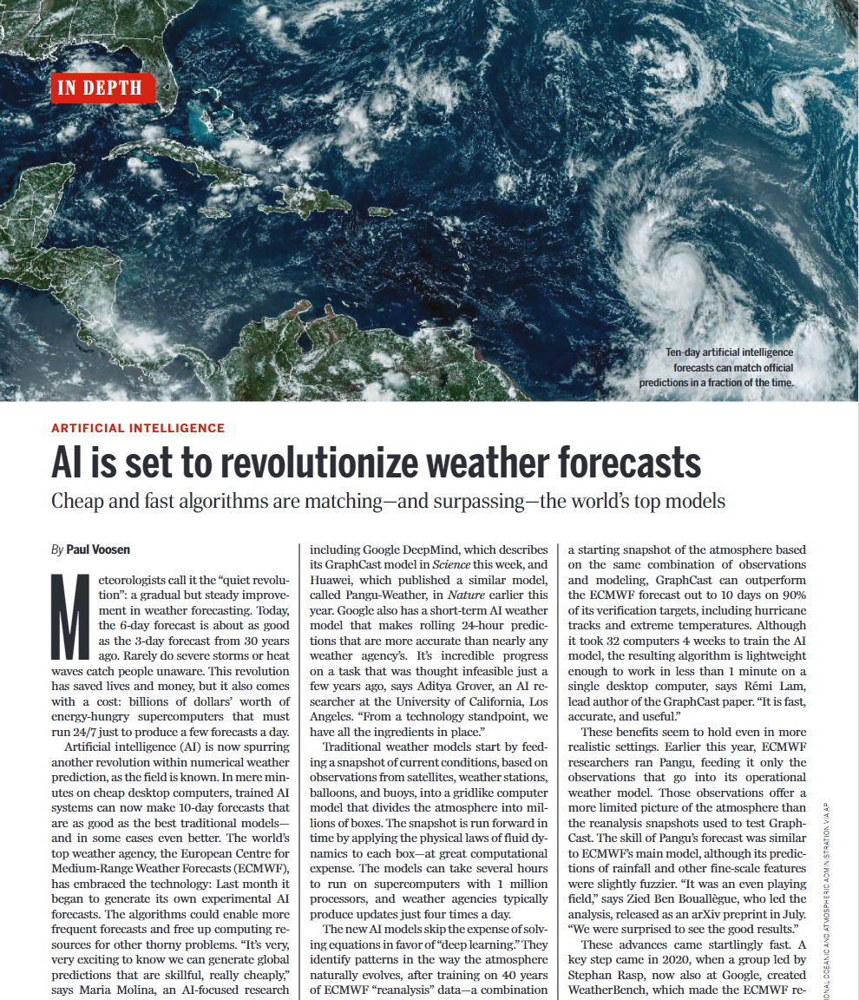 IN DEPTH
Ten-day artificial intelligence
forecasts can match official
predictions in a fraction of the time.
ARTIFICIAL INTELLIGENCE
AI is set to revolutionize weather forecasts
Cheap and fast algorithms are matching—and surpassing—the world’s top models
By Paul Voosen
Meteorologists call it the “quiet revolu-
tion”: a gradual but steady improve-
ment in weather forecasting. Today,
the 6-day forecast is about as good
as the 3-day forecast from 30 years
ago. Rarely do severe storms or heat
waves catch people unaware. This revolution
has saved lives and money, but it also comes
with a cost: billions of dollars’ worth of
energy-hungry supercomputers that must
run 24/7 just to produce a few forecasts a day.
Artificial intelligence (AI) is now spurring
another revolution within numerical weather
prediction, as the field is known. In mere min-
utes on cheap desktop computers, trained AI
systems can now make 10-day forecasts that
are as good as the best traditional models—
and in some cases even better. The world’s
top weather agency, the European Centre for
Medium-Range Weather Forecasts (ECMWF),
has embraced the technology: Last month it
began to generate its own experimental AI
forecasts. The algorithms could enable more
frequent forecasts and free up computing re-
sources for other thorny problems. “It’s very,
very exciting to know we can generate global
predictions that are skillful, really cheaply,”
says Maria Molina, an AI-focused research
including Google DeepMind, which describes
its GraphCast model in Science this week, and
Huawei, which published a similar model,
called Pangu-Weather, in Nature earlier this
year. Google also has a short-term AI weather
model that makes rolling 24-hour predic-
tions that are more accurate than nearly any
weather agency’s. It’s incredible progress
on a task that was thought infeasible just a
few years ago, says Aditya Grover, an AI re-
searcher at the University of California, Los
Angeles. “From a technology standpoint, we
have all the ingredients in place.”
Traditional weather models start by feed-
ing a snapshot of current conditions, based on
observations from satellites, weather stations,
balloons, and buoys, into a gridlike computer
model that divides the atmosphere into mil-
lions of boxes. The snapshot is run forward in
time by applying the physical laws of fluid dy-
namics to each box—at great computational
expense. The models can take several hours
to run on supercomputers with 1 million
processors, and weather agencies typically
produce updates just four times a day.
The new AI models skip the expense of solv-
ing equations in favor of “deep learning.” They
identify patterns in the way the atmosphere
naturally evolves, after training on 40 years
of ECMWF “reanalysis” data—a combination
a starting snapshot of the atmosphere based
on the same combination of observations
and modeling, GraphCast can outperform
the ECMWF forecast out to 10 days on 90%
of its verification targets, including hurricane
tracks and extreme temperatures. Although
it took 32 computers 4 weeks to train the AI
model, the resulting algorithm is lightweight
enough to work in less than 1 minute on a
single desktop computer, says Rémi Lam,
lead author of the GraphCast paper. “It is fast,
accurate, and useful.”
These benefits seem to hold even in more
realistic settings. Earlier this year, ECMWF
researchers ran Pangu, feeding it only the
observations that go into its operational
weather model. Those observations offer a
more limited picture of the atmosphere than
the reanalysis snapshots used to test Graph-
Cast. The skill of Pangu’s forecast was similar
to ECMWF’s main model, although its predic-
tions of rainfall and other fine-scale features
were slightly fuzzier. “It was an even playing
field,” says Zied Ben Bouallègue, who led the
analysis, released as an arXiv preprint in July.
“We were surprised to see the good results.”
These advances came startlingly fast. A
key step came in 2020, when a group led by
Stephan Rasp, now also at Google, created
WeatherBench, which made the ECMWF re-
OCEANIC AND ATMOSPHERIC ADMINISTRATION VIA AP